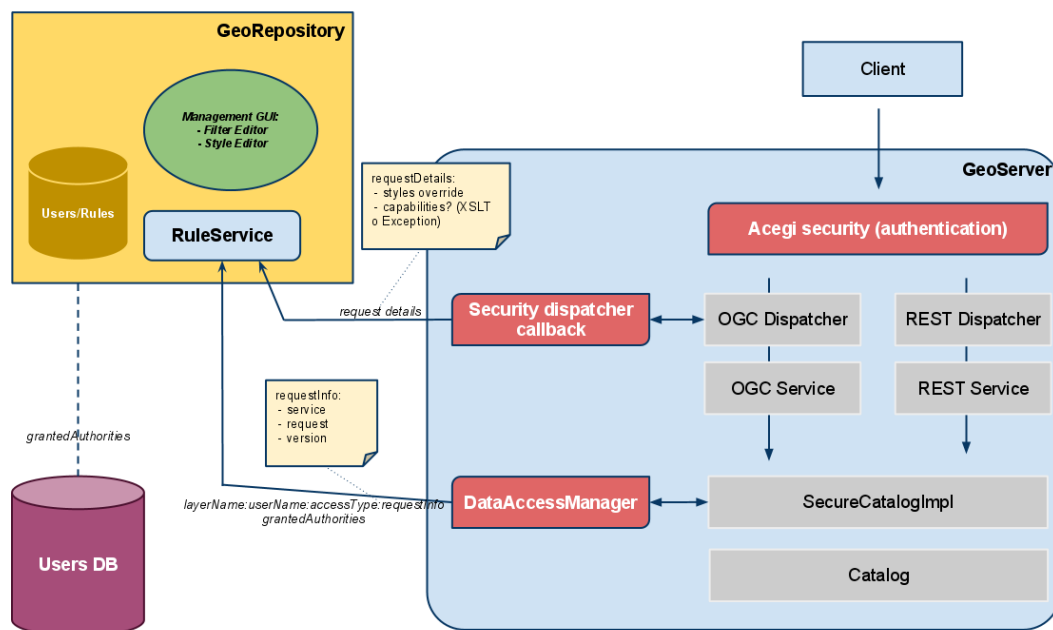 GeoRepository
Management GUI:
- Filter Editor
- Style Editor
Users/Rules
RuleService
Client
GeoServer
requestDetails:
- styles override
- capabilities? (XSLT
o Exception)
Acegi security (authentication)
request details
Security dispatcher
callback
OGC Dispatcher
REST Dispatcher
OGC Service
REST Service
requestInfo:
- service
- request
- version
grantedAuthorities
layerName:userName:accessType:requestInfo
grantedAuthorities
DataAccessManager
SecureCatalogImpl
Users DB
Catalog